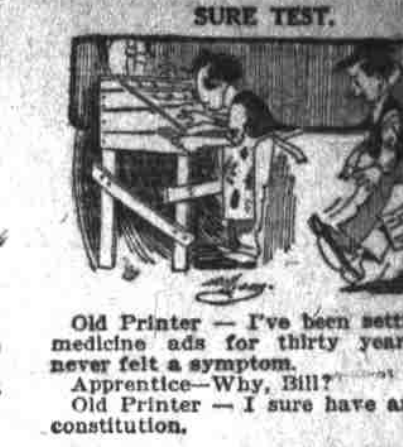 SURE TEST.
Old Printer — I've been sett
medicine ads for thirty year
never felt a symptom.
Apprentice—Why, Bill?
Old Printer — I sure have a
constitution.